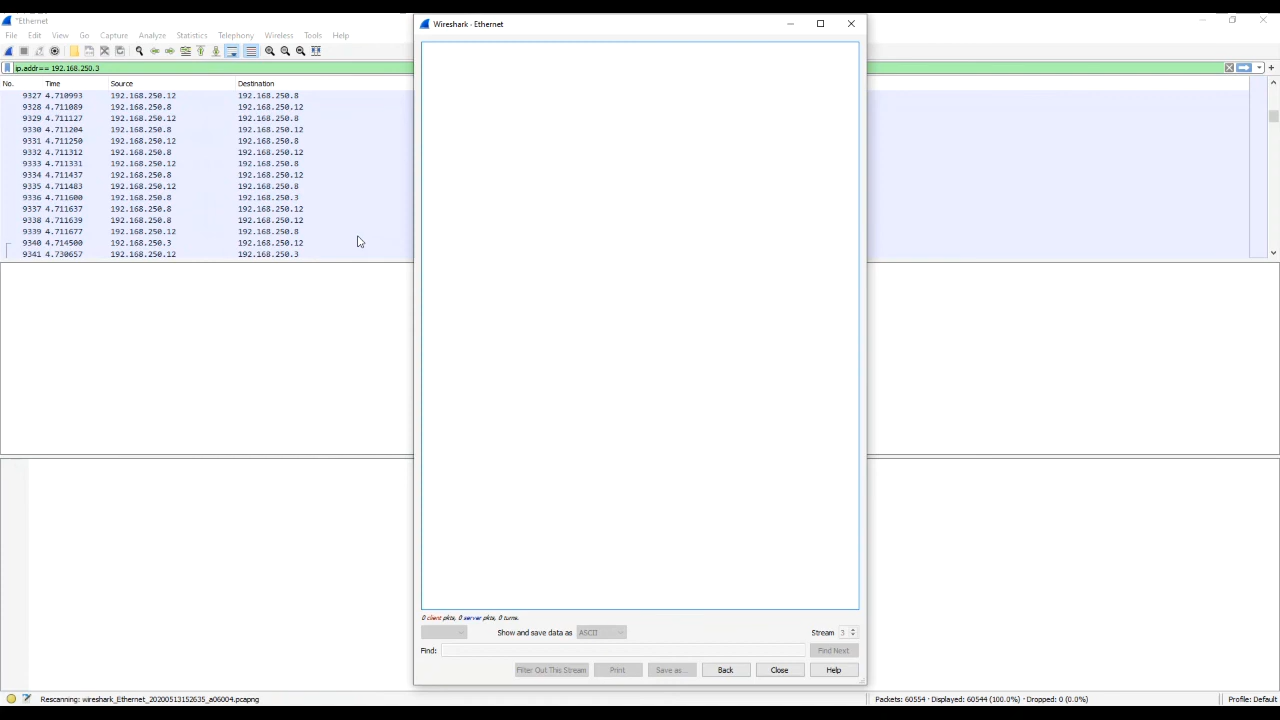 *Ethernet
File Edit View Go Capture Analyze Statistics Telephony Wireless Tools Help
ip.addr== 192.168.250.3
No. Time Source Destination
9327 4.710993 192.168.250.12 192.168.250.8
9328 4.711089 192.168.250.8 192.168.250.12
9329 4.711127 192.168.250.12 192.168.250.8
9330 4.711204 192.168.250.8 192.168.250.12
9331 4.711250 192.168.250.12 192.168.250.8
9332 4.711312 192.168.250.8 192.168.250.12
9333 4.711331 192.168.250.12 192.168.250.8
9334 4.711437 192.168.250.8 192.168.250.12
9335 4.711483 192.168.250.12 192.168.250.8
9336 4.711600 192.168.250.8 192.168.250.3
9337 4.711637 192.168.250.8 192.168.250.12
9338 4.711639 192.168.250.8 192.168.250.12
9339 4.711677 192.168.250.12 192.168.250.8
9340 4.714500 192.168.250.3 192.168.250.12
9341 4.730657 192.168.250.12 192.168.250.3
Wireshark · Ethernet
0 client pkts, 0 server pkts, 0 turns.
Show and save data as ASCII Stream 3
Find: Find Next
Filter Out This Stream Print Save as... Back Close Help
Rescanning: wireshark_Ethernet_20200513152635_a06004.pcapng Packets: 60554 · Displayed: 60544 (100.0%) · Dropped: 0 (0.0%) Profile: Default